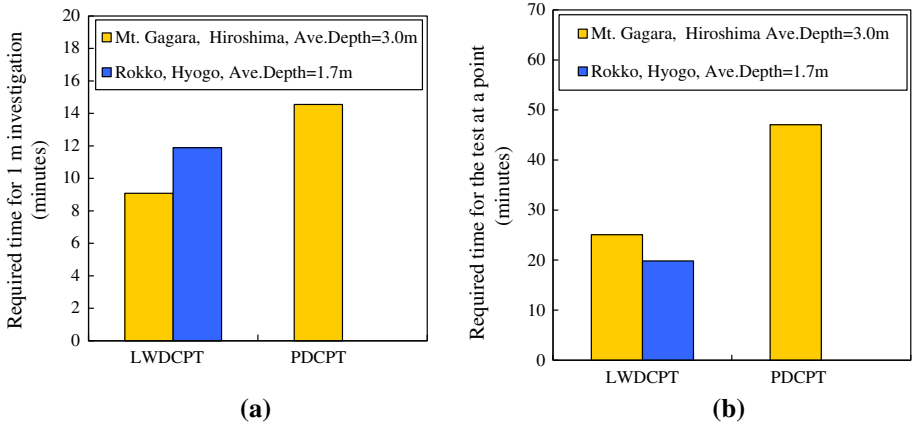 20
18
16
14
12
10
8
6
4
2
0
Required time for 1 m investigation
(minutes)
Mt. Gagara, Hiroshima, Ave.Depth=3.0m
Rokko, Hyogo, Ave.Depth=1.7m
LWDCPT
PDCPT
(a)
70
60
50
40
30
20
10
0
Required time for the test at a point
(minutes)
Mt. Gagara, Hiroshima Ave.Depth=3.0m
Rokko, Hyogo, Ave.Depth=1.7m
LWDCPT
PDCPT
(b)